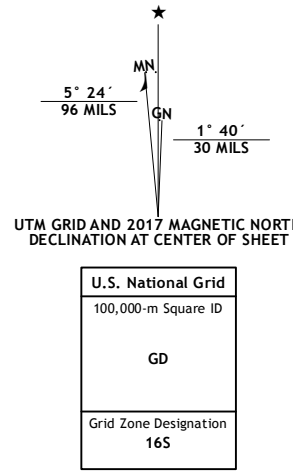 MN
GN
5° 24´
96 MILS
1° 40´
30 MILS
UTM GRID AND 2017 MAGNETIC NORTH
DECLINATION AT CENTER OF SHEET
U.S. National Grid
100,000-m Square ID
GD
Grid Zone Designation
16S